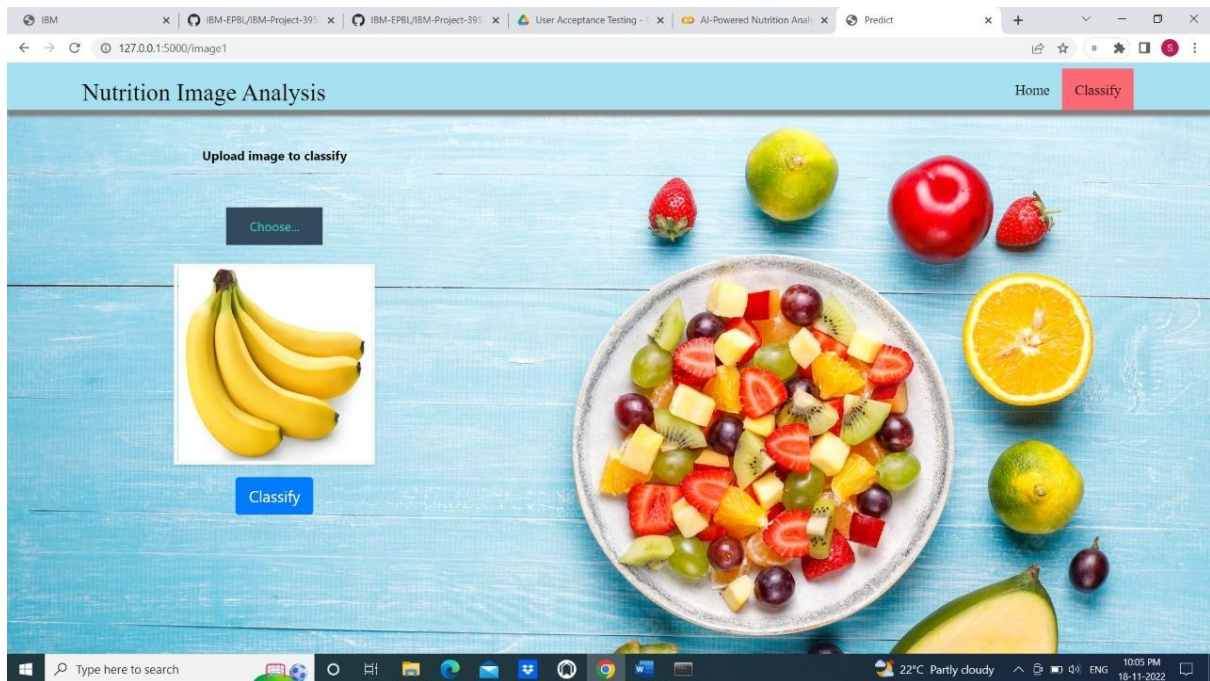 IBM
IBM-EPBL/IBM-Project-395
IBM-EPBL/IBM-Project-395
User Acceptance Testing -
AI-Powered Nutrition Analy
Predict
127.0.0.1:5000/image1
S
Nutrition Image Analysis
Home
Classify
Upload image to classify
Choose...
Classify
Type here to search
22°C Partly cloudy
ENG
10:05 PM
18-11-2022